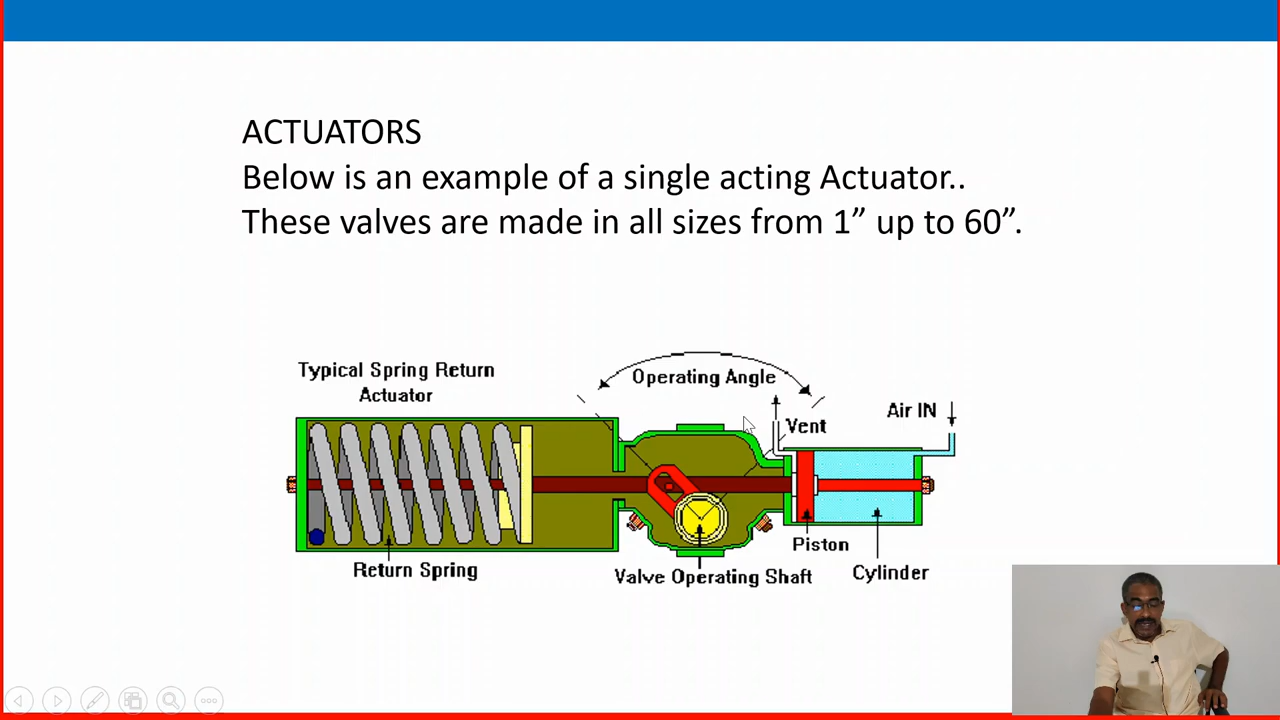 ACTUATORS
Below is an example of a single acting Actuator..
These valves are made in all sizes from 1” up to 60”.
Typical Spring Return
Actuator
Operating Angle
Vent
Air IN
Return Spring
Valve Operating Shaft
Piston
Cylinder